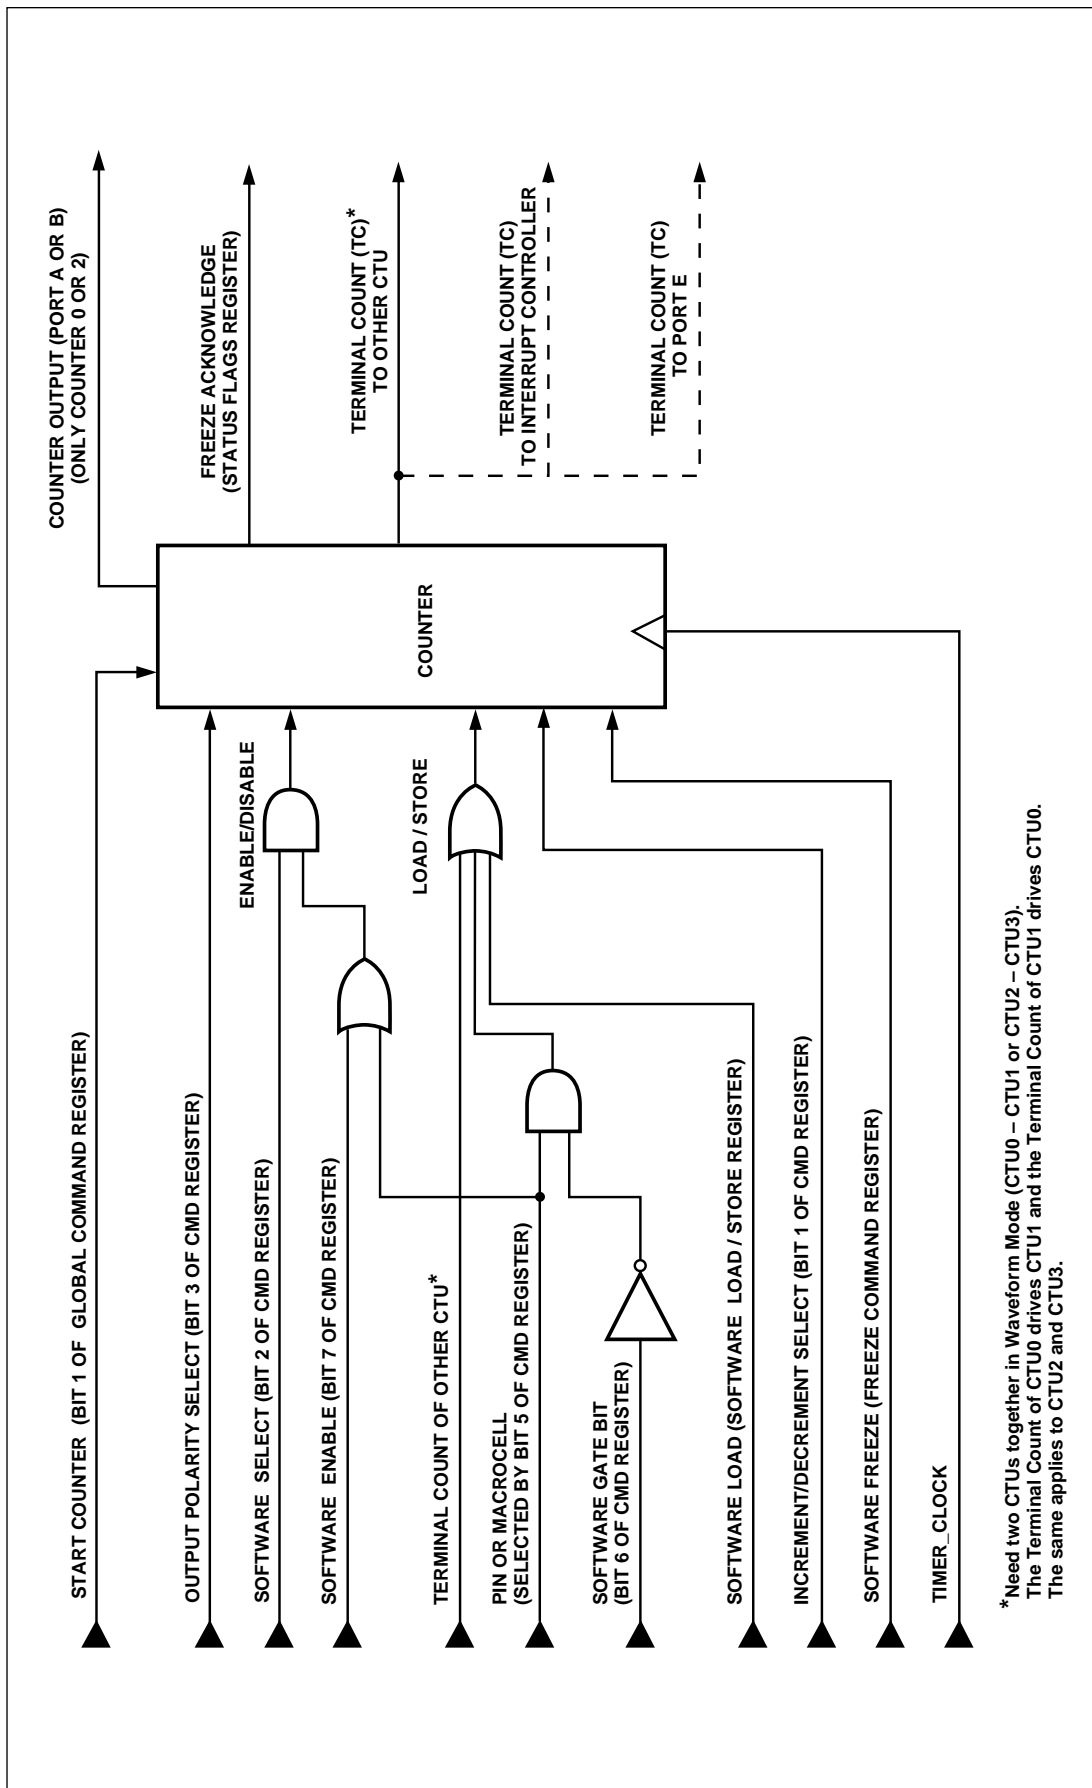 START COUNTER (BIT 1 OF GLOBAL COMMAND REGISTER)
OUTPUT POLARITY SELECT (BIT 3 OF CMD REGISTER)
SOFTWARE SELECT (BIT 2 OF CMD REGISTER)
SOFTWARE ENABLE (BIT 7 OF CMD REGISTER)
TERMINAL COUNT OF OTHER CTU*
PIN OR MACROCELL
(SELECTED BY BIT 5 OF CMD REGISTER)
SOFTWARE GATE BIT
(BIT 6 OF CMD REGISTER)
SOFTWARE LOAD (SOFTWARE LOAD / STORE REGISTER)
INCREMENT/DECREMENT SELECT (BIT 1 OF CMD REGISTER)
SOFTWARE FREEZE (FREEZE COMMAND REGISTER)
TIMER_CLOCK
ENABLE/DISABLE
LOAD / STORE
COUNTER
COUNTER OUTPUT (PORT A OR B)
(ONLY COUNTER 0 OR 2)
FREEZE ACKNOWLEDGE
(STATUS FLAGS REGISTER)
TERMINAL COUNT (TC)*
TO OTHER CTU
TERMINAL COUNT (TC)
TO INTERRUPT CONTROLLER
TERMINAL COUNT (TC)
TO PORT E
*Need two CTUs together in Waveform Mode (CTU0 – CTU1 or CTU2 – CTU3).
The Terminal Count of CTU0 drives CTU1 and the Terminal Count of CTU1 drives CTU0.
The same applies to CTU2 and CTU3.